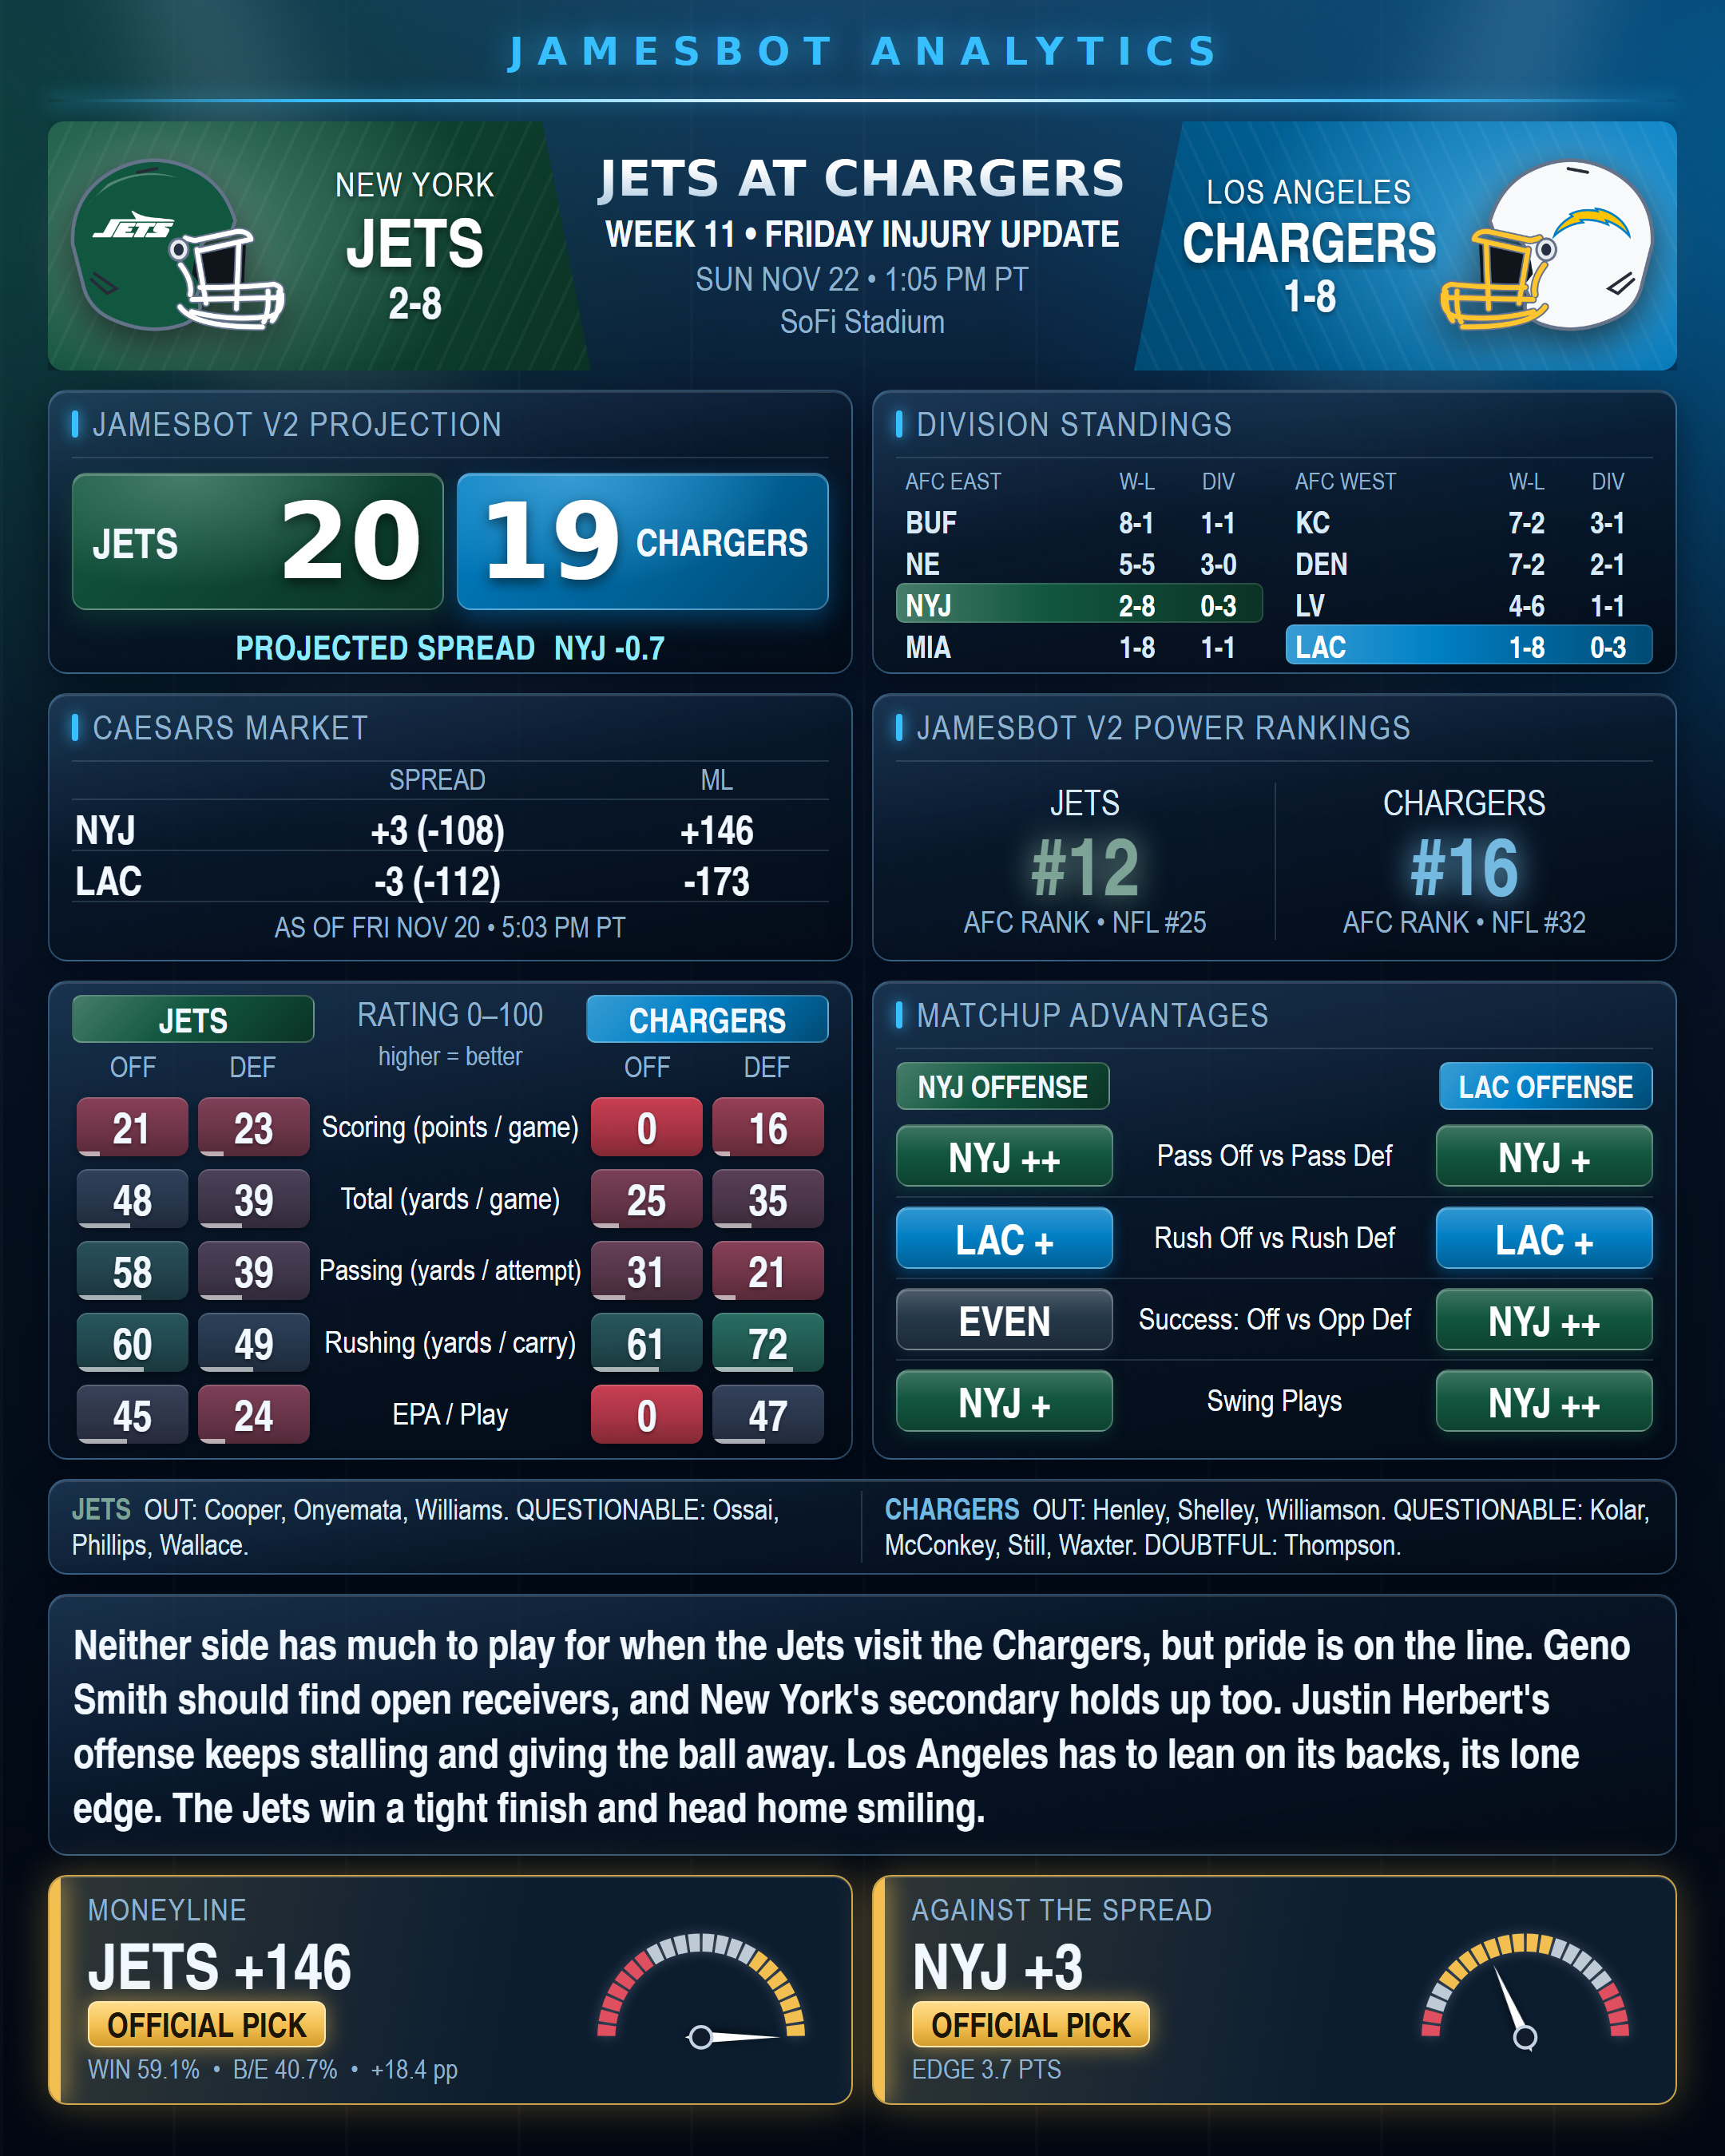 JAMESBOT ANALYTICS
JETS
NEW YORK
JETS
2-8
JETS AT CHARGERS
WEEK 11 • FRIDAY INJURY UPDATE
SUN NOV 22 • 1:05 PM PT
SoFi Stadium
LOS ANGELES
CHARGERS
1-8
JAMESBOT V2 PROJECTION
JETS 20
19 CHARGERS
PROJECTED SPREAD NYJ -0.7
DIVISION STANDINGS
AFC EAST W-L DIV AFC WEST W-L DIV
BUF 8-1 1-1 KC 7-2 3-1
NE 5-5 3-0 DEN 7-2 2-1
NYJ 2-8 0-3 LV 4-6 1-1
MIA 1-8 1-1 LAC 1-8 0-3
CAESARS MARKET
SPREAD ML
NYJ +3 (-108) +146
LAC -3 (-112) -173
AS OF FRI NOV 20 • 5:03 PM PT
JAMESBOT V2 POWER RANKINGS
JETS CHARGERS
#12 #16
AFC RANK • NFL #25 AFC RANK • NFL #32
JETS RATING 0–100 CHARGERS
OFF DEF higher = better OFF DEF
21 23 Scoring (points / game) 0 16
48 39 Total (yards / game) 25 35
58 39 Passing (yards / attempt) 31 21
60 49 Rushing (yards / carry) 61 72
45 24 EPA / Play 0 47
MATCHUP ADVANTAGES
NYJ OFFENSE LAC OFFENSE
NYJ ++ Pass Off vs Pass Def NYJ +
LAC + Rush Off vs Rush Def LAC +
EVEN Success: Off vs Opp Def NYJ ++
NYJ + Swing Plays NYJ ++
JETS OUT: Cooper, Onyemata, Williams. QUESTIONABLE: Ossai,
Phillips, Wallace.
CHARGERS OUT: Henley, Shelley, Williamson. QUESTIONABLE: Kolar,
McConkey, Still, Waxter. DOUBTFUL: Thompson.
Neither side has much to play for when the Jets visit the Chargers, but pride is on the line. Geno
Smith should find open receivers, and New York's secondary holds up too. Justin Herbert's
offense keeps stalling and giving the ball away. Los Angeles has to lean on its backs, its lone
edge. The Jets win a tight finish and head home smiling.
MONEYLINE
JETS +146
OFFICIAL PICK
WIN 59.1% • B/E 40.7% • +18.4 pp
AGAINST THE SPREAD
NYJ +3
OFFICIAL PICK
EDGE 3.7 PTS